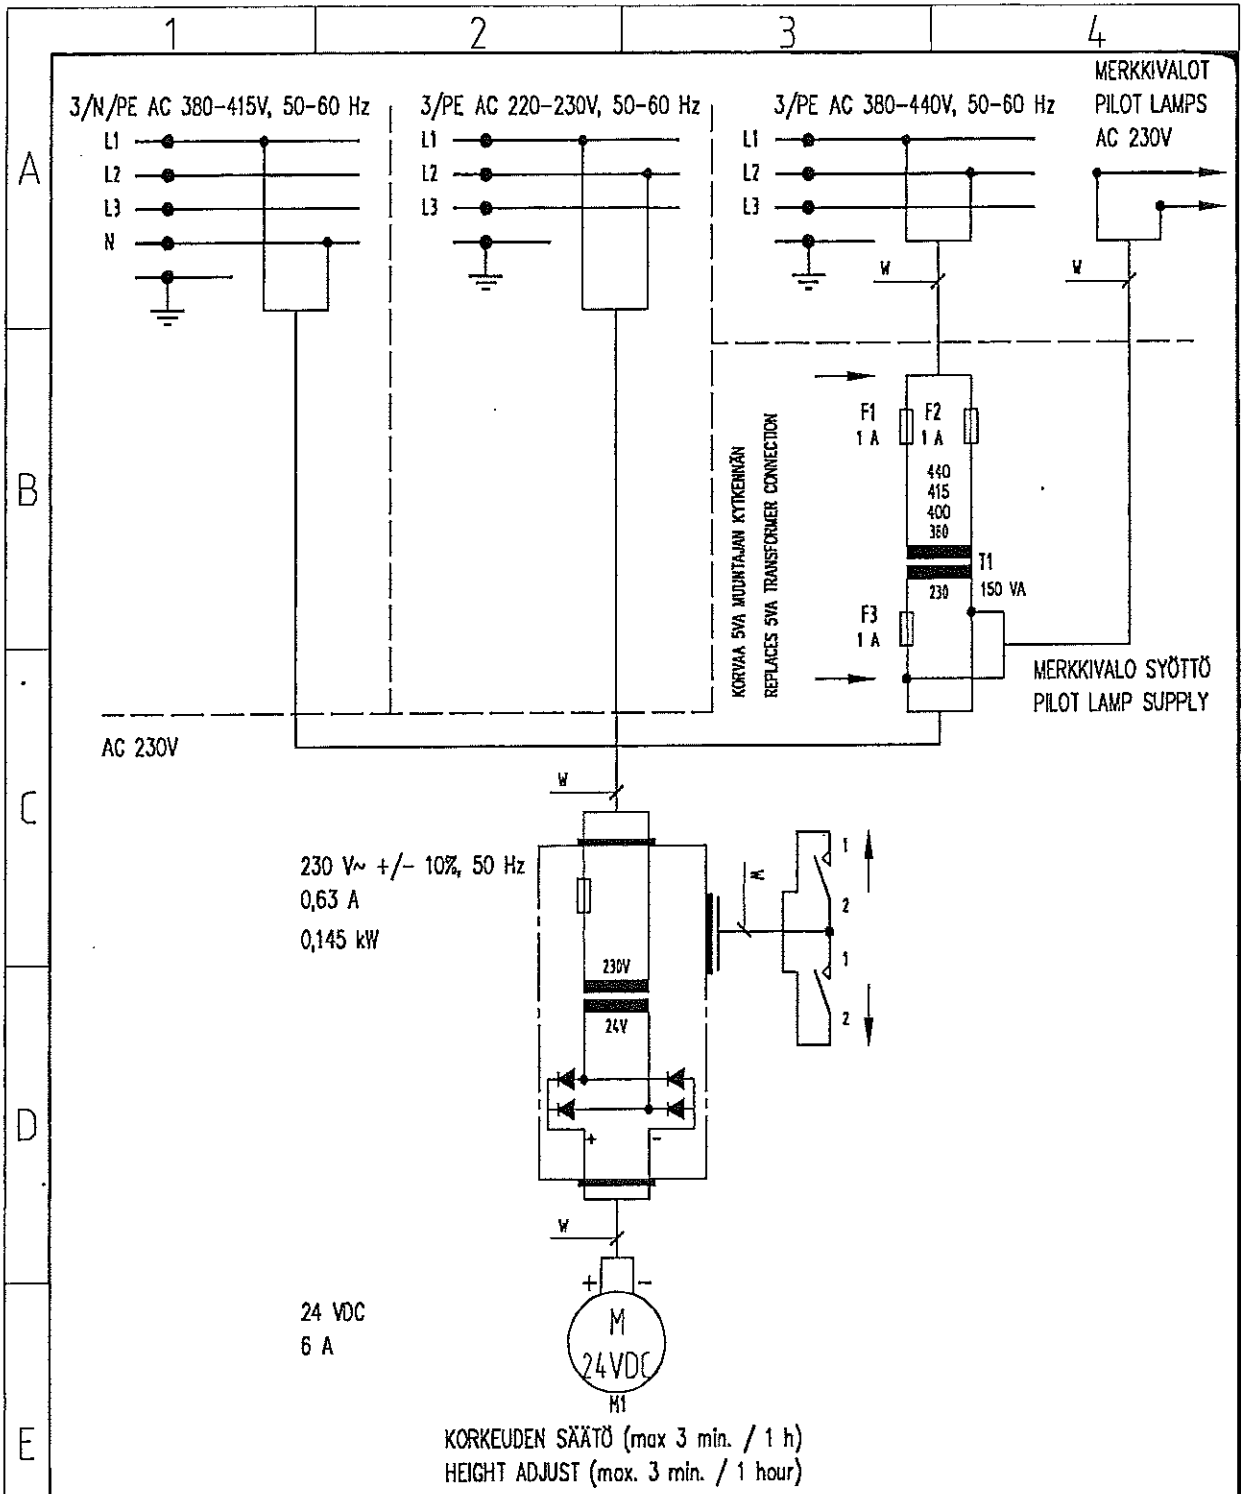 1 2 3 4
A
B
C
D
E
3/N/PE AC 380-415V, 50-60 Hz
L1
L2
L3
N
3/PE AC 220-230V, 50-60 Hz
L1
L2
L3
3/PE AC 380-440V, 50-60 Hz
L1
L2
L3
W
MERKKIVALOT
PILOT LAMPS
AC 230V
W
KORVAA 5VA MUUNTAJAN KYTKENNÄN
REPLACES 5VA TRANSFORMER CONNECTION
F1
1 A
F2
1 A
440
415
400
380
T1
230
150 VA
F3
1 A
MERKKIVALO SYÖTTÖ
PILOT LAMP SUPPLY
AC 230V
W
230 V~ +/- 10%, 50 Hz
0,63 A
0,145 kW
230V
24V
W
1
2
1
2
+ -
W
+ -
24 VDC
6 A
M
24VDC
M1
KORKEUDEN SÄÄTÖ (max 3 min. / 1 h)
HEIGHT ADJUST (max. 3 min. / 1 hour)